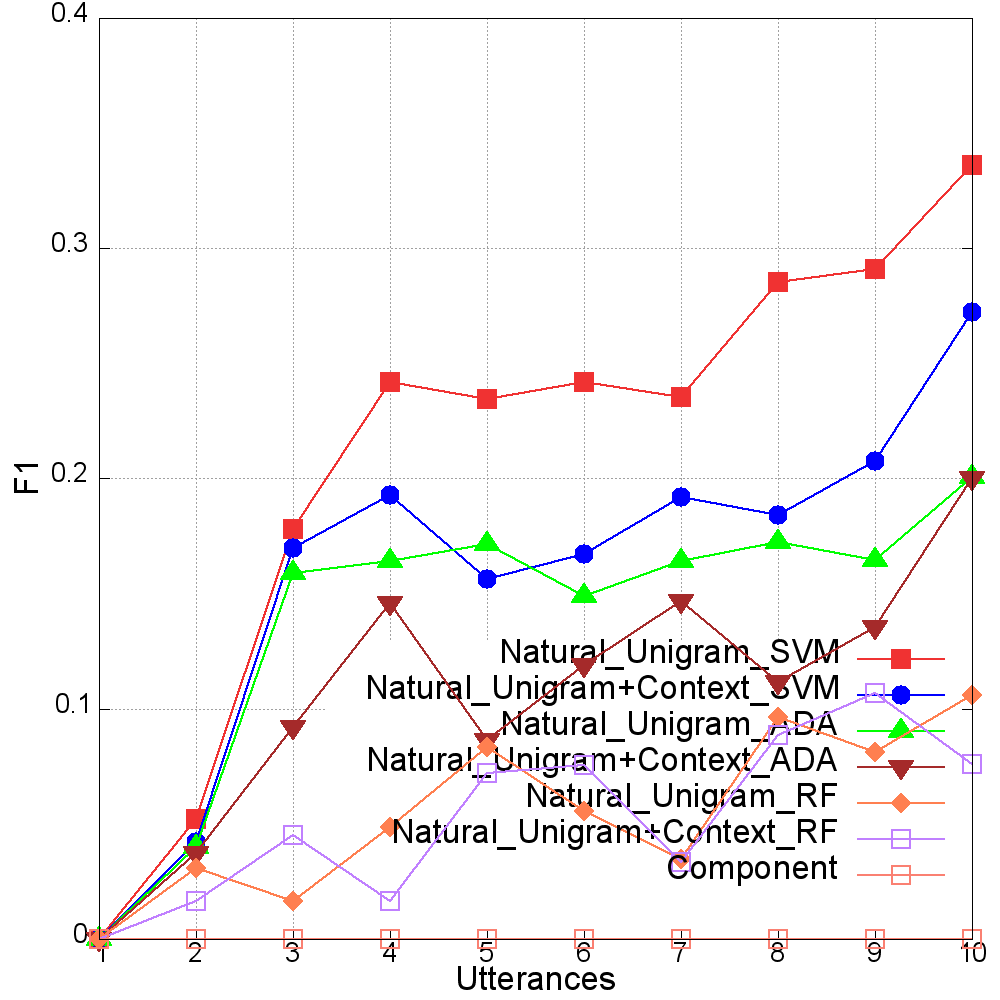 0.4
0.3
0.2
0.1
0
F1
Natural_Unigram_SVM
Natural_Unigram+Context_SVM
Natural_Unigram_ADA
Natural_Unigram+Context_ADA
Natural_Unigram_RF
Natural_Unigram+Context_RF
Component
1 2 3 4 5 6 7 8 9 10
Utterances